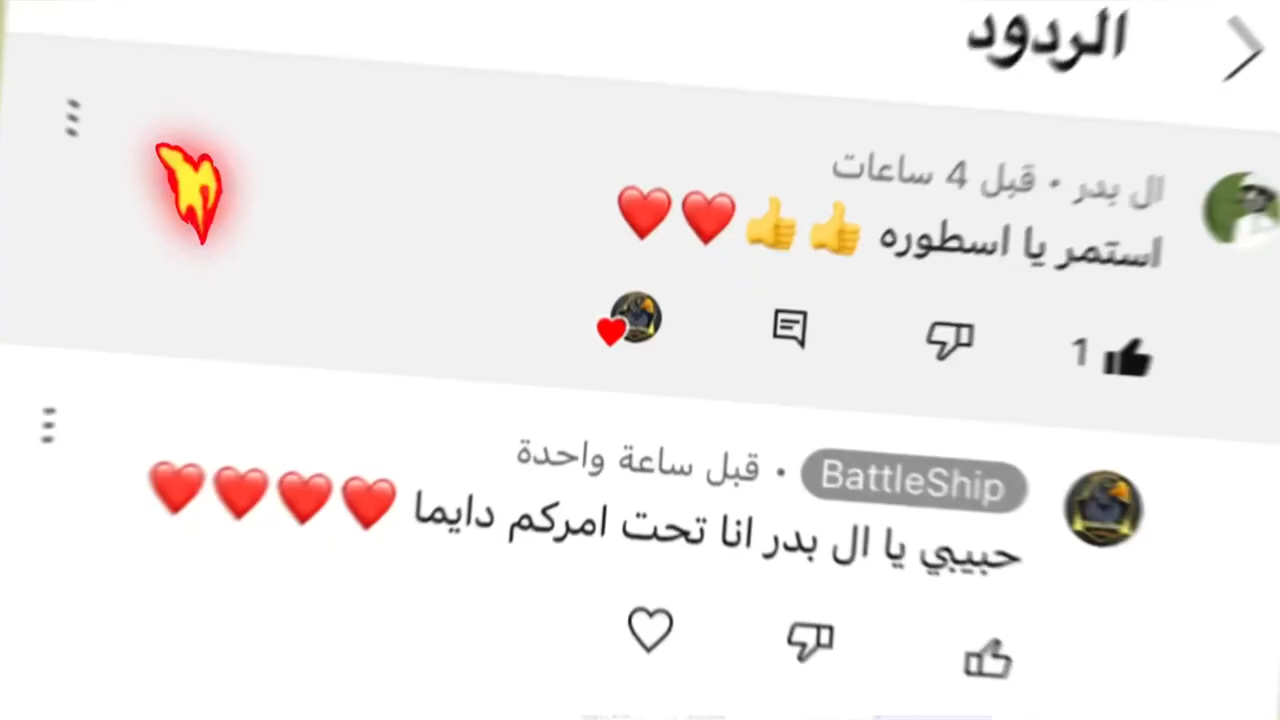 الردود
ال بدر • قبل 4 ساعات
استمر يا اسطوره 👍👍❤️❤️
1
BattleShip • قبل ساعة واحدة
حبيبي يا ال بدر انا تحت امركم دايما ❤️❤️❤️❤️